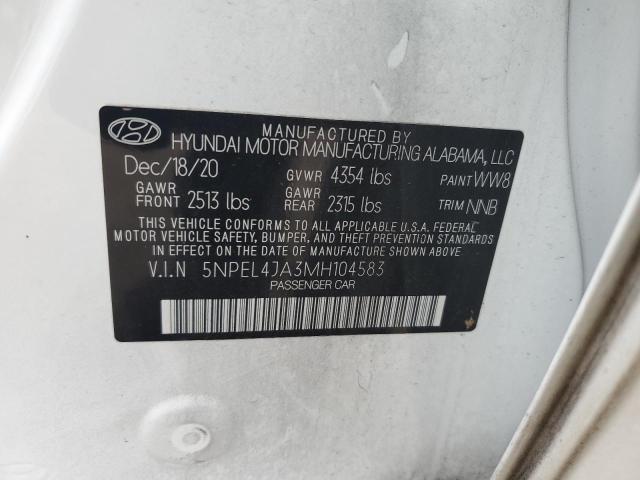 MANUFACTURED BY
HYUNDAI MOTOR MANUFACTURING ALABAMA, LLC
Dec/18/20 GVWR 4354 lbs PAINT WW8
GAWR FRONT 2513 lbs GAWR REAR 2315 lbs TRIM NNB
THIS VEHICLE CONFORMS TO ALL APPLICABLE U.S.A. FEDERAL
MOTOR VEHICLE SAFETY, BUMPER, AND THEFT PREVENTION STANDARDS
IN EFFECT ON THE DATE OF MANUFACTURE SHOWN ABOVE
V.I.N 5NPEL4JA3MH104583
PASSENGER CAR